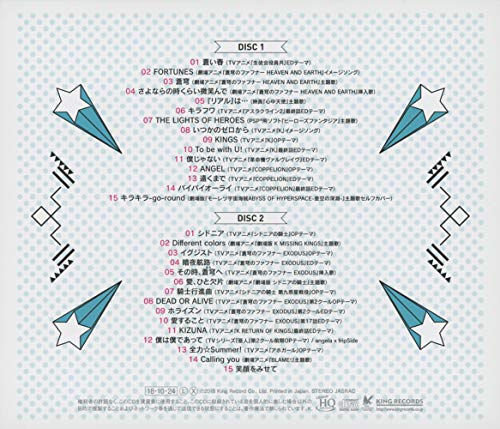 DISC 1
01 蒼い春(TVアニメ「生徒会役員共」EDテーマ)
02 FORTUNES(劇場アニメ「蒼穹のファフナー HEAVEN AND EARTH」イメージソング)
03 蒼穹(劇場アニメ「蒼穹のファフナー HEAVEN AND EARTH」主題歌)
04 さよならの時くらい微笑んで(劇場アニメ「蒼穹のファフナー HEAVEN AND EARTH」挿入歌)
05 『リアル』は…(映画「心中天使」主題歌)
06 キラフワ(TVアニメ「アスタロッテのおもちゃ!」
07 THE LIGHTS OF HEROES(PSP®用ソフト「ヒーローズファンタジア」主題歌)
08 いつかのゼロから(TVアニメ「K」イメージソング)
09 KINGS(TVアニメ「K」OPテーマ)
10 To be with U!(TVアニメ「K」最終話EDテーマ)
11 僕じゃない(TVアニメ「革命機ヴァルヴレイヴ」EDテーマ)
12 ANGEL(TVアニメ「COPPELION」OPテーマ)
13 遠くまで(TVアニメ「COPPELION」EDテーマ)
14 バイバイオーライ(TVアニメ「COPPELION」最終話EDテーマ)
15 キラキラ-go-round(劇場版「モーレツ宇宙海賊 ABYSS OF HYPERSPACE -亜空の深淵-」主題歌セルフカバー)
DISC 2
01 シドニア(TVアニメ「シドニアの騎士」OPテーマ)
02 Different colors(劇場アニメ「劇場版 K MISSING KINGS」主題歌)
03 イグジスト(TVアニメ「蒼穹のファフナー EXODUS」OPテーマ)
04 暗夜航路(TVアニメ「蒼穹のファフナー EXODUS」EDテーマ)
05 その時、蒼穹へ(TVアニメ「蒼穹のファフナー EXODUS」挿入歌)
06 愛、ひと欠片(劇場アニメ「劇場版 シドニアの騎士」主題歌)
07 騎士行進曲(TVアニメ「シドニアの騎士 第九惑星戦役」OPテーマ)
08 DEAD OR ALIVE(TVアニメ「蒼穹のファフナー EXODUS」第2クールOPテーマ)
09 ホライズン(TVアニメ「蒼穹のファフナー EXODUS」第2クールEDテーマ)
10 愛すること(TVアニメ「蒼穹のファフナー EXODUS」第17話EDテーマ)
11 KIZUNA(TVアニメ「K RETURN OF KINGS」最終話EDテーマ)
12 僕は僕であって(TVシリーズ「亜人」第2クール前期OPテーマ) / angela x fripSide
13 全力☆Summer!(TVアニメ「アホガール」OPテーマ)
14 Calling you(劇場アニメ「BLAME!」主題歌)
15 笑顔をみせて
18・10・24 L X ℗2018 King Record Co., Ltd. Printed in Japan. STEREO JASRAC
HQ
KING RECORDS